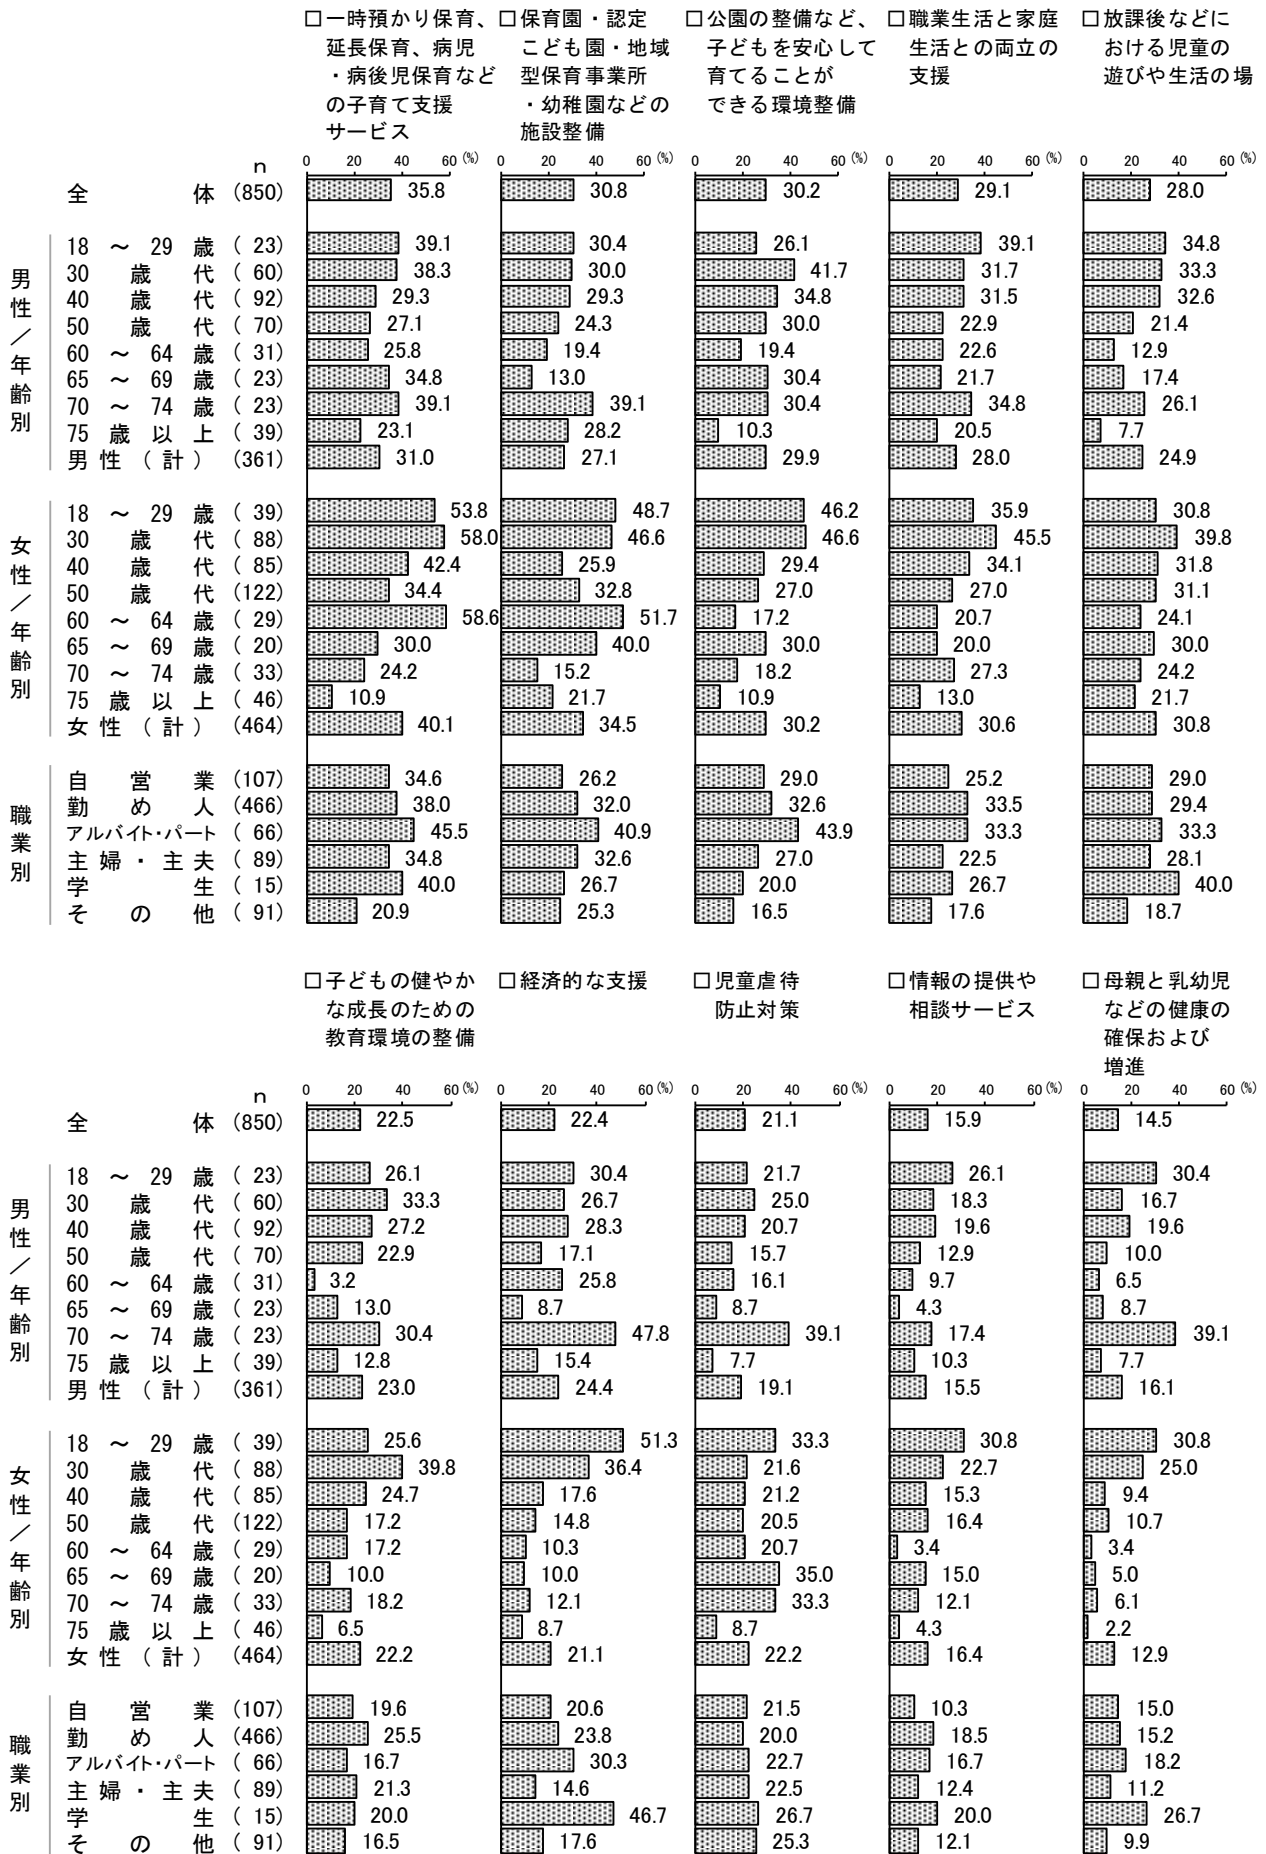 □一時預かり保育、 □保育園・認定 □公園の整備など、 □職業生活と家庭 □放課後などに
延長保育、病児 こども園・地域 子どもを安心して 生活との両立の おける児童の
・病後児保育など 型保育事業所 育てることが 支援 遊びや生活の場
の子育て支援 ・幼稚園などの できる環境整備
サービス 施設整備
n 0 20 40 60 (%) 0 20 40 60 (%) 0 20 40 60 (%) 0 20 40 60 (%) 0 20 40 60 (%)
全体 (850) 35.8 30.8 30.2 29.1 28.0
男性/年齢別
18 ～ 29 歳 ( 23) 39.1 30.4 26.1 39.1 34.8
30 歳代 ( 60) 38.3 30.0 41.7 31.7 33.3
40 歳代 ( 92) 29.3 29.3 34.8 31.5 32.6
50 歳代 ( 70) 27.1 24.3 30.0 22.9 21.4
60 ～ 64 歳 ( 31) 25.8 19.4 19.4 22.6 12.9
65 ～ 69 歳 ( 23) 34.8 13.0 30.4 21.7 17.4
70 ～ 74 歳 ( 23) 39.1 39.1 30.4 34.8 26.1
75 歳以上 ( 39) 23.1 28.2 10.3 20.5 7.7
男性(計) (361) 31.0 27.1 29.9 28.0 24.9
女性/年齢別
18 ～ 29 歳 ( 39) 53.8 48.7 46.2 35.9 30.8
30 歳代 ( 88) 58.0 46.6 46.6 45.5 39.8
40 歳代 ( 85) 42.4 25.9 29.4 34.1 31.8
50 歳代 (122) 34.4 32.8 27.0 27.0 31.1
60 ～ 64 歳 ( 29) 58.6 51.7 17.2 20.7 24.1
65 ～ 69 歳 ( 20) 30.0 40.0 30.0 20.0 30.0
70 ～ 74 歳 ( 33) 24.2 15.2 18.2 27.3 24.2
75 歳以上 ( 46) 10.9 21.7 10.9 13.0 21.7
女性(計) (464) 40.1 34.5 30.2 30.6 30.8
職業別
自営業 (107) 34.6 26.2 29.0 25.2 29.0
勤め人 (466) 38.0 32.0 32.6 33.5 29.4
アルバイト・パート ( 66) 45.5 40.9 43.9 33.3 33.3
主婦・主夫 ( 89) 34.8 32.6 27.0 22.5 28.1
学生 ( 15) 40.0 26.7 20.0 26.7 40.0
その他 ( 91) 20.9 25.3 16.5 17.6 18.7
□子どもの健やか □経済的な支援 □児童虐待 □情報の提供や □母親と乳幼児
な成長のための 防止対策 相談サービス などの健康の
教育環境の整備 確保および
増進
n 0 20 40 60 (%) 0 20 40 60 (%) 0 20 40 60 (%) 0 20 40 60 (%) 0 20 40 60 (%)
全体 (850) 22.5 22.4 21.1 15.9 14.5
男性/年齢別
18 ～ 29 歳 ( 23) 26.1 30.4 21.7 26.1 30.4
30 歳代 ( 60) 33.3 26.7 25.0 18.3 16.7
40 歳代 ( 92) 27.2 28.3 20.7 19.6 19.6
50 歳代 ( 70) 22.9 17.1 15.7 12.9 10.0
60 ～ 64 歳 ( 31) 3.2 25.8 16.1 9.7 6.5
65 ～ 69 歳 ( 23) 13.0 8.7 8.7 4.3 8.7
70 ～ 74 歳 ( 23) 30.4 47.8 39.1 17.4 39.1
75 歳以上 ( 39) 12.8 15.4 7.7 10.3 7.7
男性(計) (361) 23.0 24.4 19.1 15.5 16.1
女性/年齢別
18 ～ 29 歳 ( 39) 25.6 51.3 33.3 30.8 30.8
30 歳代 ( 88) 39.8 36.4 21.6 22.7 25.0
40 歳代 ( 85) 24.7 17.6 21.2 15.3 9.4
50 歳代 (122) 17.2 14.8 20.5 16.4 10.7
60 ～ 64 歳 ( 29) 17.2 10.3 20.7 3.4 3.4
65 ～ 69 歳 ( 20) 10.0 10.0 35.0 15.0 5.0
70 ～ 74 歳 ( 33) 18.2 12.1 33.3 12.1 6.1
75 歳以上 ( 46) 6.5 8.7 8.7 4.3 2.2
女性(計) (464) 22.2 21.1 22.2 16.4 12.9
職業別
自営業 (107) 19.6 20.6 21.5 10.3 15.0
勤め人 (466) 25.5 23.8 20.0 18.5 15.2
アルバイト・パート ( 66) 16.7 30.3 22.7 16.7 18.2
主婦・主夫 ( 89) 21.3 14.6 22.5 12.4 11.2
学生 ( 15) 20.0 46.7 26.7 20.0 26.7
その他 ( 91) 16.5 17.6 25.3 12.1 9.9